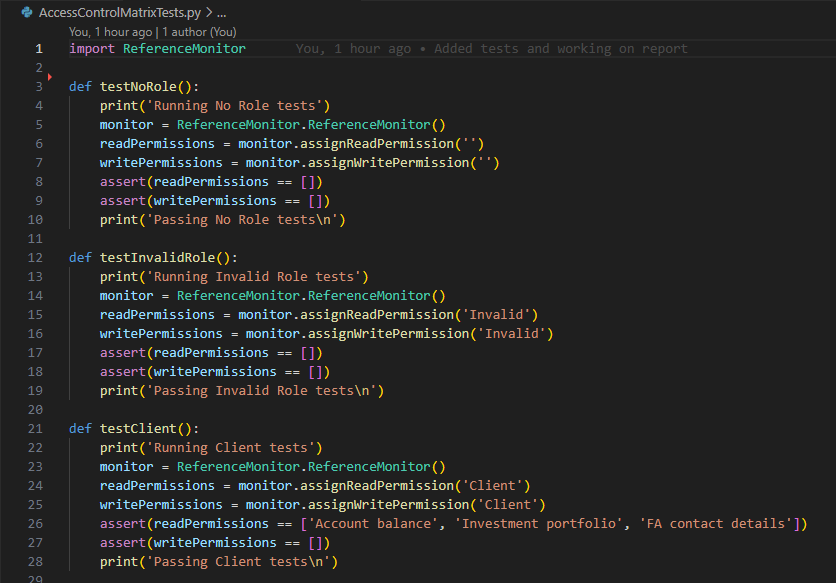 AccessControlMatrixTests.py > ...
You, 1 hour ago | 1 author (You)
1 import ReferenceMonitor You, 1 hour ago • Added tests and working on report
2
3 def testNoRole():
4 print('Running No Role tests')
5 monitor = ReferenceMonitor.ReferenceMonitor()
6 readPermissions = monitor.assignReadPermission('')
7 writePermissions = monitor.assignWritePermission('')
8 assert(readPermissions == [])
9 assert(writePermissions == [])
10 print('Passing No Role tests\n')
11
12 def testInvalidRole():
13 print('Running Invalid Role tests')
14 monitor = ReferenceMonitor.ReferenceMonitor()
15 readPermissions = monitor.assignReadPermission('Invalid')
16 writePermissions = monitor.assignWritePermission('Invalid')
17 assert(readPermissions == [])
18 assert(writePermissions == [])
19 print('Passing Invalid Role tests\n')
20
21 def testClient():
22 print('Running Client tests')
23 monitor = ReferenceMonitor.ReferenceMonitor()
24 readPermissions = monitor.assignReadPermission('Client')
25 writePermissions = monitor.assignWritePermission('Client')
26 assert(readPermissions == ['Account balance', 'Investment portfolio', 'FA contact details'])
27 assert(writePermissions == [])
28 print('Passing Client tests\n')
29